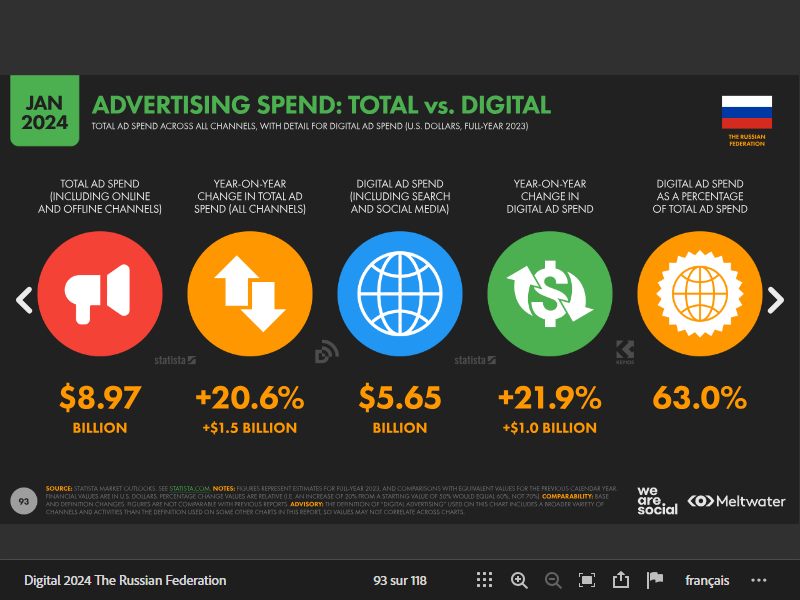 JAN
2024
ADVERTISING SPEND: TOTAL vs. DIGITAL
TOTAL AD SPEND ACROSS ALL CHANNELS, WITH DETAIL FOR DIGITAL AD SPEND (U.S. DOLLARS, FULL-YEAR 2023)
THE RUSSIAN
FEDERATION
TOTAL AD SPEND
(INCLUDING ONLINE
AND OFFLINE CHANNELS)
YEAR-ON-YEAR
CHANGE IN TOTAL AD
SPEND (ALL CHANNELS)
DIGITAL AD SPEND
(INCLUDING SEARCH
AND SOCIAL MEDIA)
YEAR-ON-YEAR
CHANGE IN
DIGITAL AD SPEND
DIGITAL AD SPEND
AS A PERCENTAGE
OF TOTAL AD SPEND
statista
statista
KEPIOS
$8.97
BILLION
+20.6%
+$1.5 BILLION
$5.65
BILLION
+21.9%
+$1.0 BILLION
63.0%
93
SOURCE: STATISTA MARKET OUTLOOKS. SEE STATISTA.COM. NOTES: FIGURES REPRESENT ESTIMATES FOR FULL-YEAR 2023, AND COMPARISONS WITH EQUIVALENT VALUES FOR THE PREVIOUS CALENDAR YEAR.
FINANCIAL VALUES ARE IN U.S. DOLLARS. PERCENTAGE CHANGE VALUES ARE RELATIVE (I.E. AN INCREASE OF 20% FROM A STARTING VALUE OF 50% WOULD EQUAL 60%, NOT 70%). COMPARABILITY: BASE
AND DEFINITION CHANGES. FIGURES ARE NOT COMPARABLE WITH PREVIOUS REPORTS. ADVISORY: THE DEFINITION OF "DIGITAL ADVERTISING" USED ON THIS CHART INCLUDES A BROADER VARIETY OF
CHANNELS AND ACTIVITIES THAN THE DEFINITION USED ON SOME OTHER CHARTS IN THIS REPORT, SO VALUES MAY NOT CORRELATE ACROSS CHARTS.
we
are.
social
Meltwater
Digital 2024 The Russian Federation
93 sur 118
français